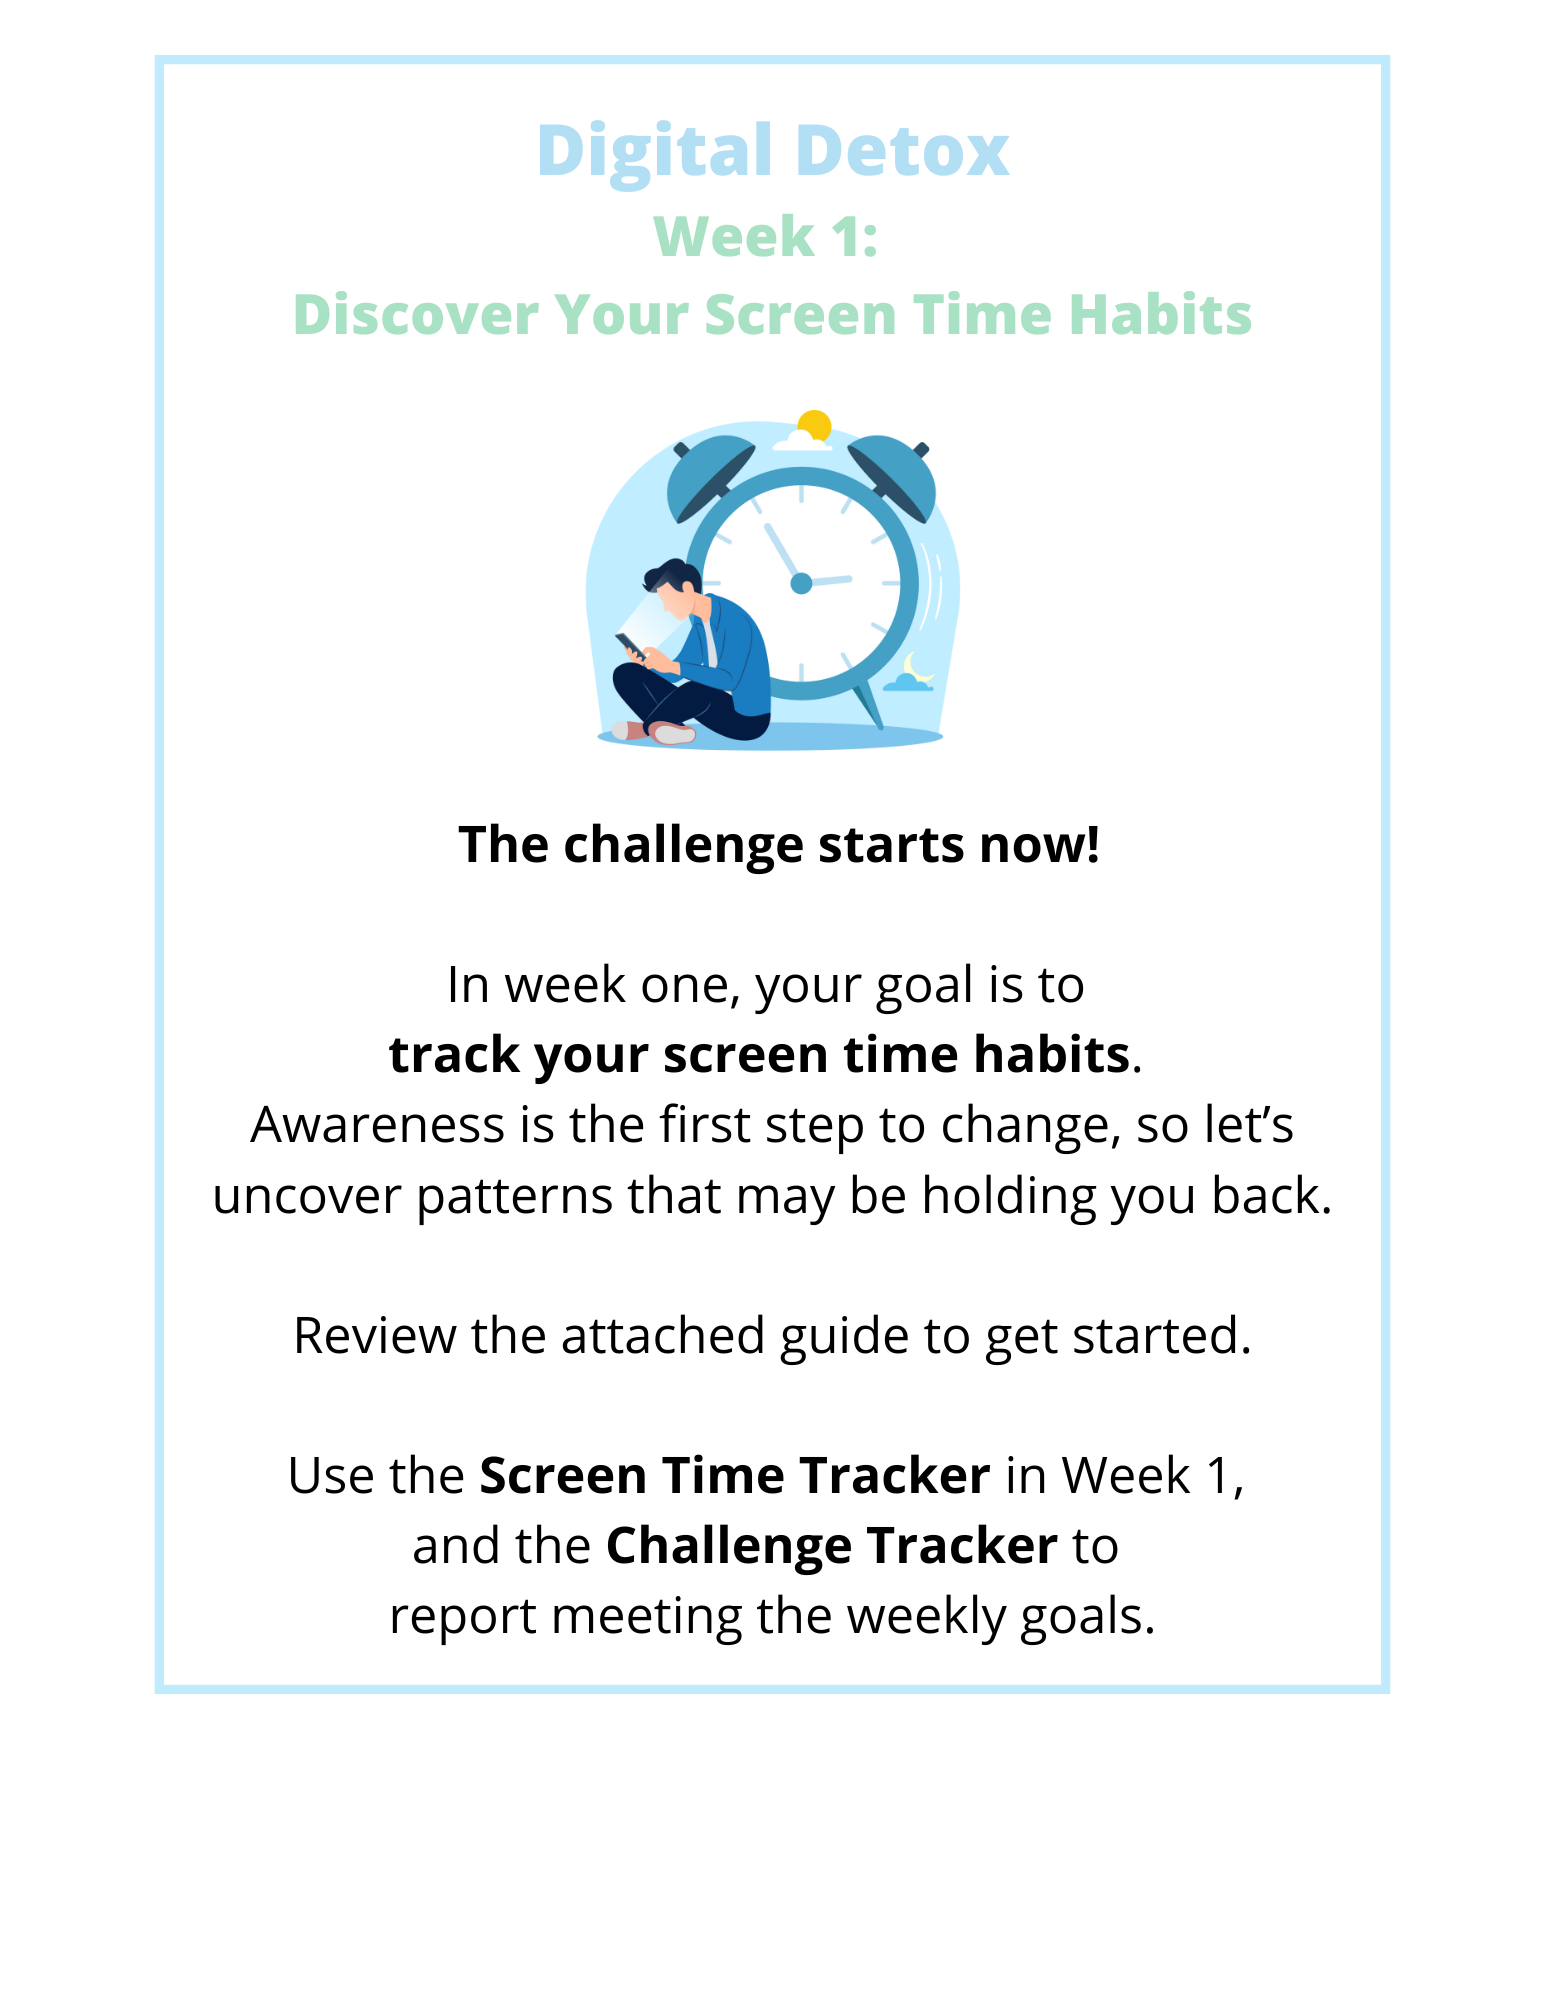 Digital Detox
Week 1:
Discover Your Screen Time Habits
The challenge starts now!
In week one, your goal is to
track your screen time habits.
Awareness is the first step to change, so let’s
uncover patterns that may be holding you back.
Review the attached guide to get started.
Use the Screen Time Tracker in Week 1,
and the Challenge Tracker to
report meeting the weekly goals.